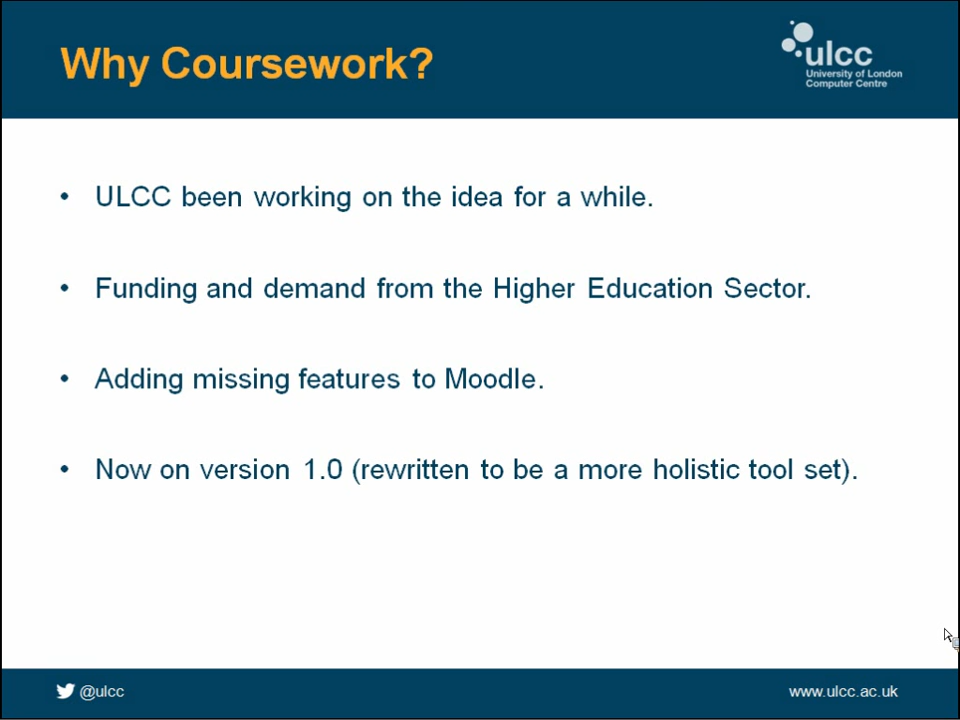 Why Coursework?
ulcc
University of London
Computer Centre
• ULCC been working on the idea for a while.
• Funding and demand from the Higher Education Sector.
• Adding missing features to Moodle.
• Now on version 1.0 (rewritten to be a more holistic tool set).
@ulcc
www.ulcc.ac.uk